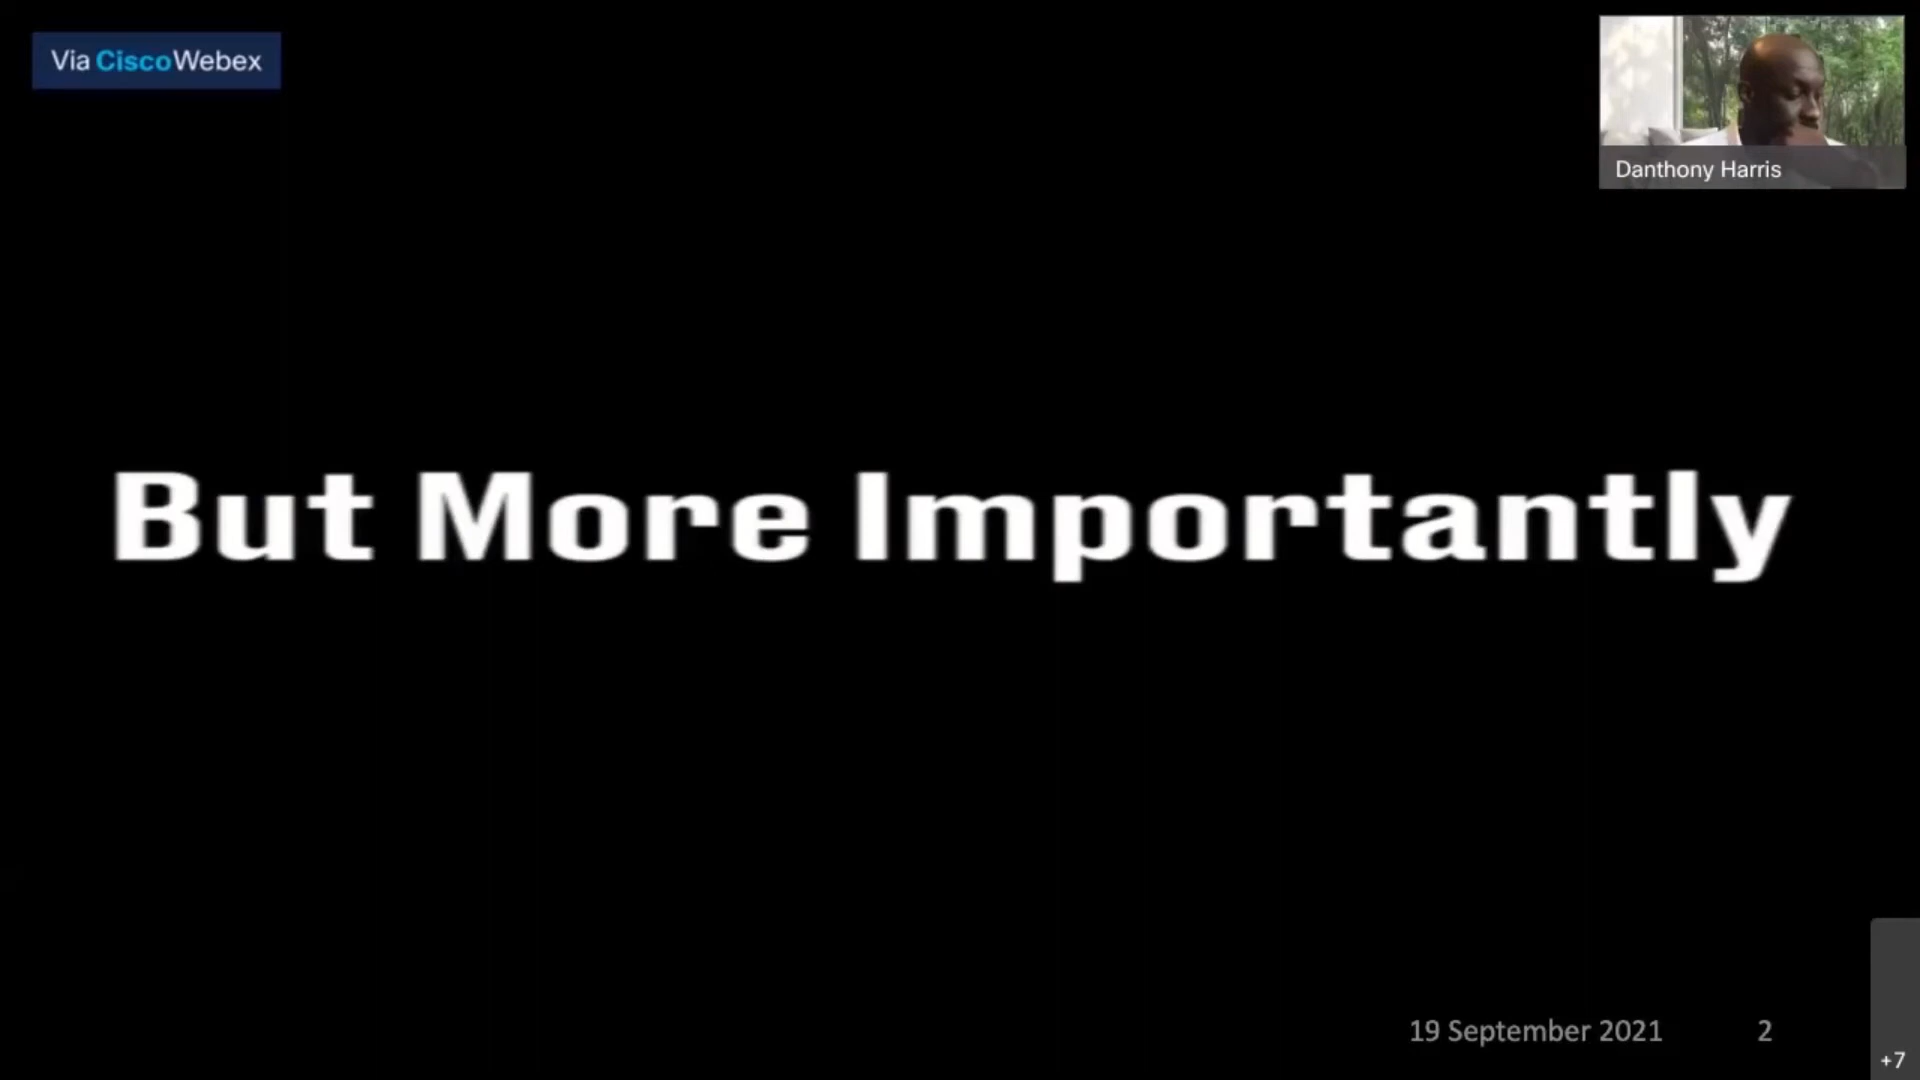 Via CiscoWebex
Danthony Harris
But More Importantly
19 September 2021 2
+7